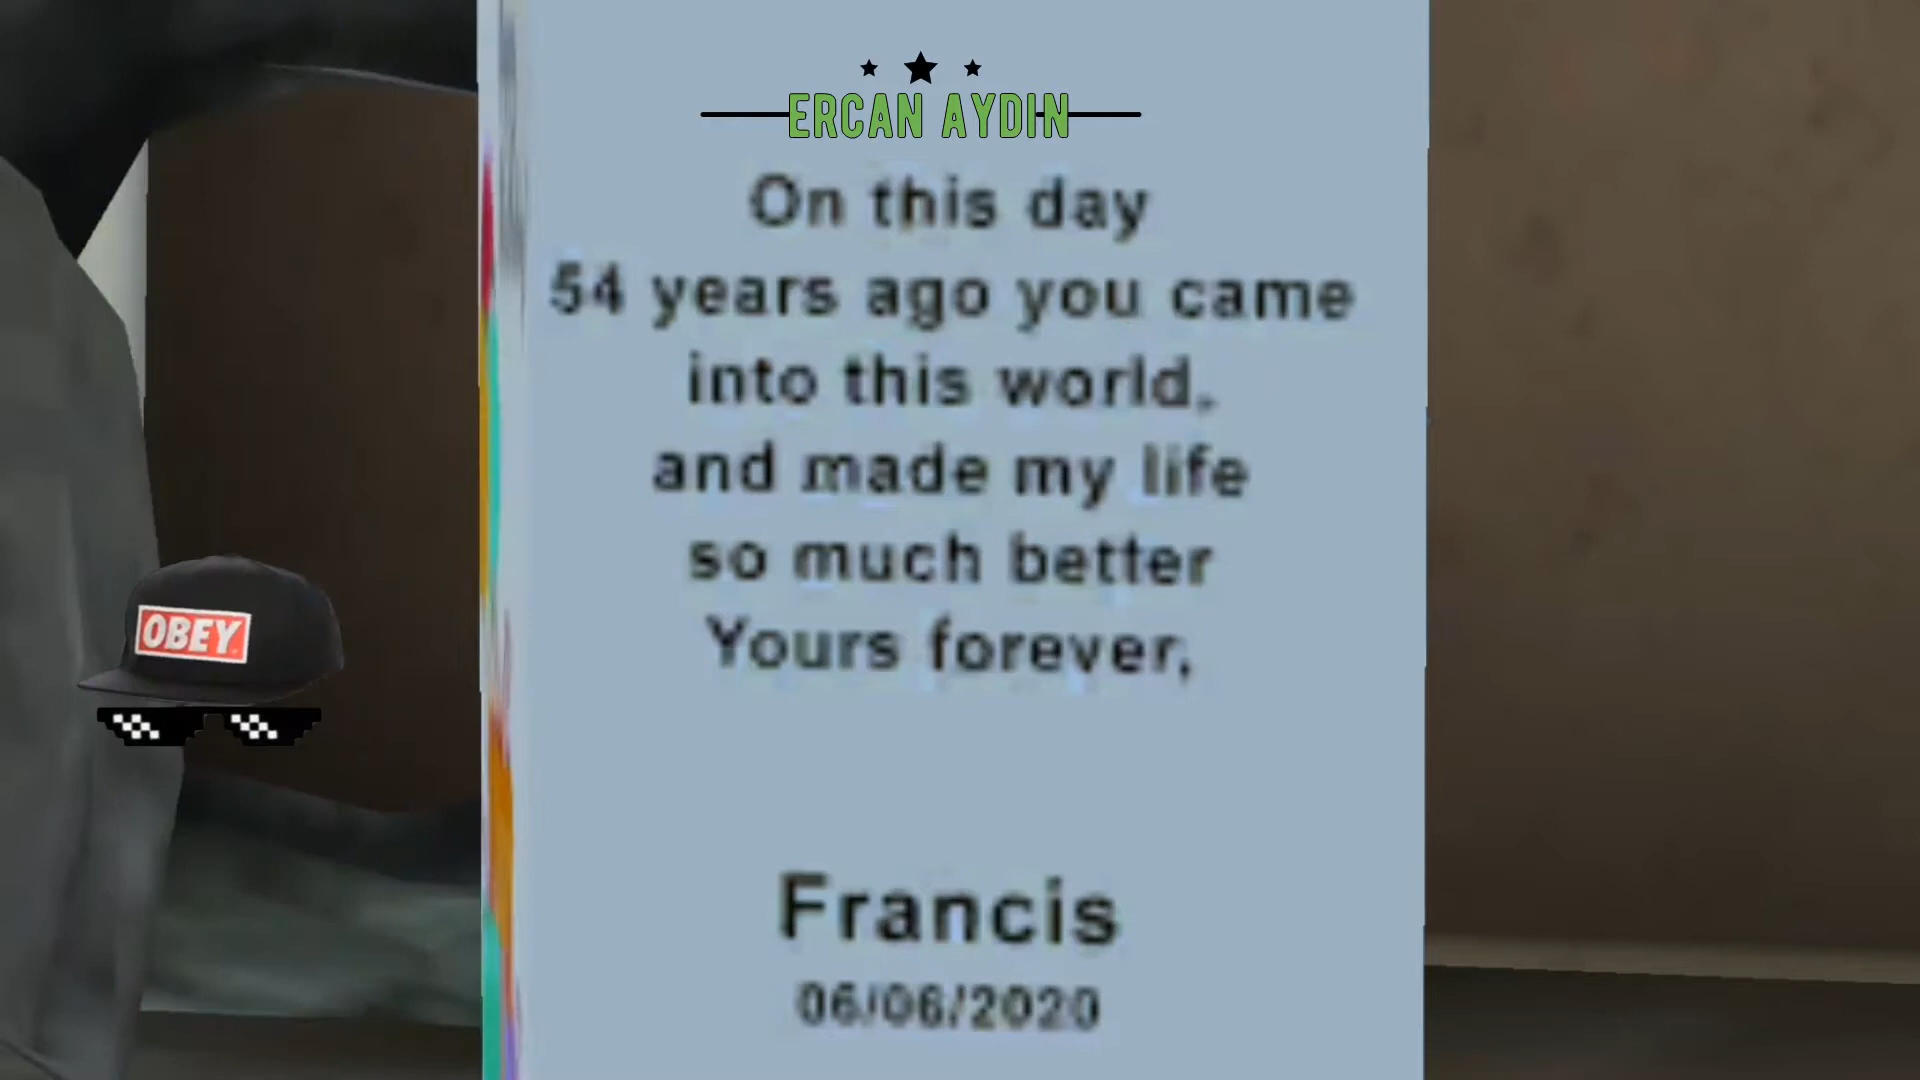 ERCAN AYDIN
On this day
54 years ago you came
into this world,
and made my life
so much better
Yours forever,
OBEY
Francis
06/06/2020